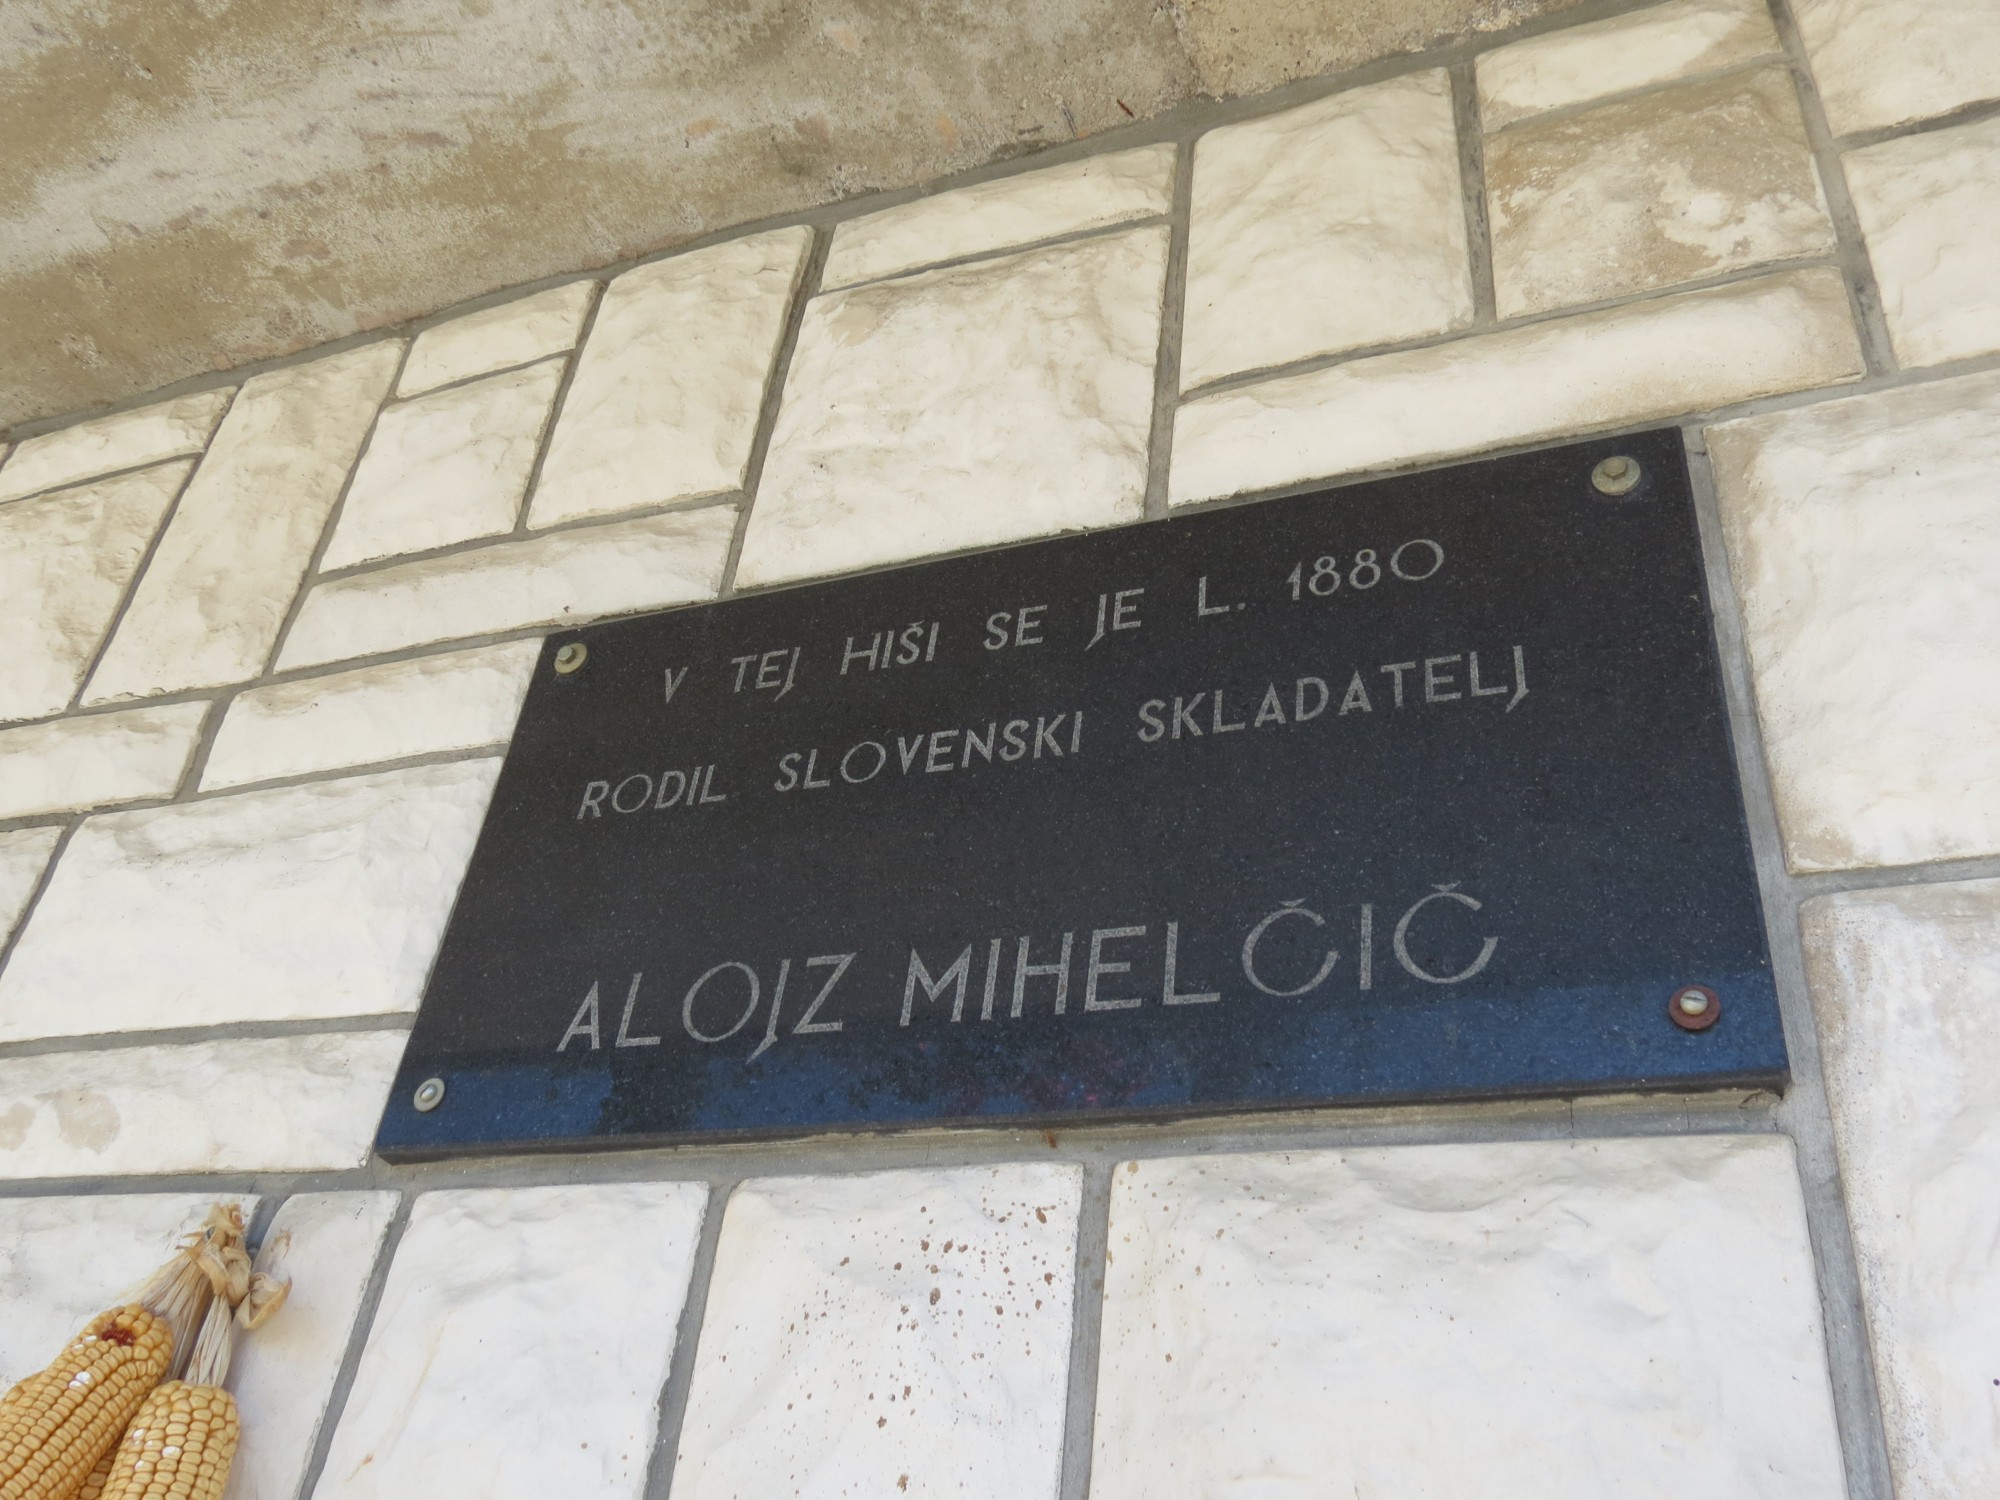 V TEJ HIŠI SE JE L. 1880
RODIL SLOVENSKI SKLADATELJ
ALOJZ MIHELČIČ